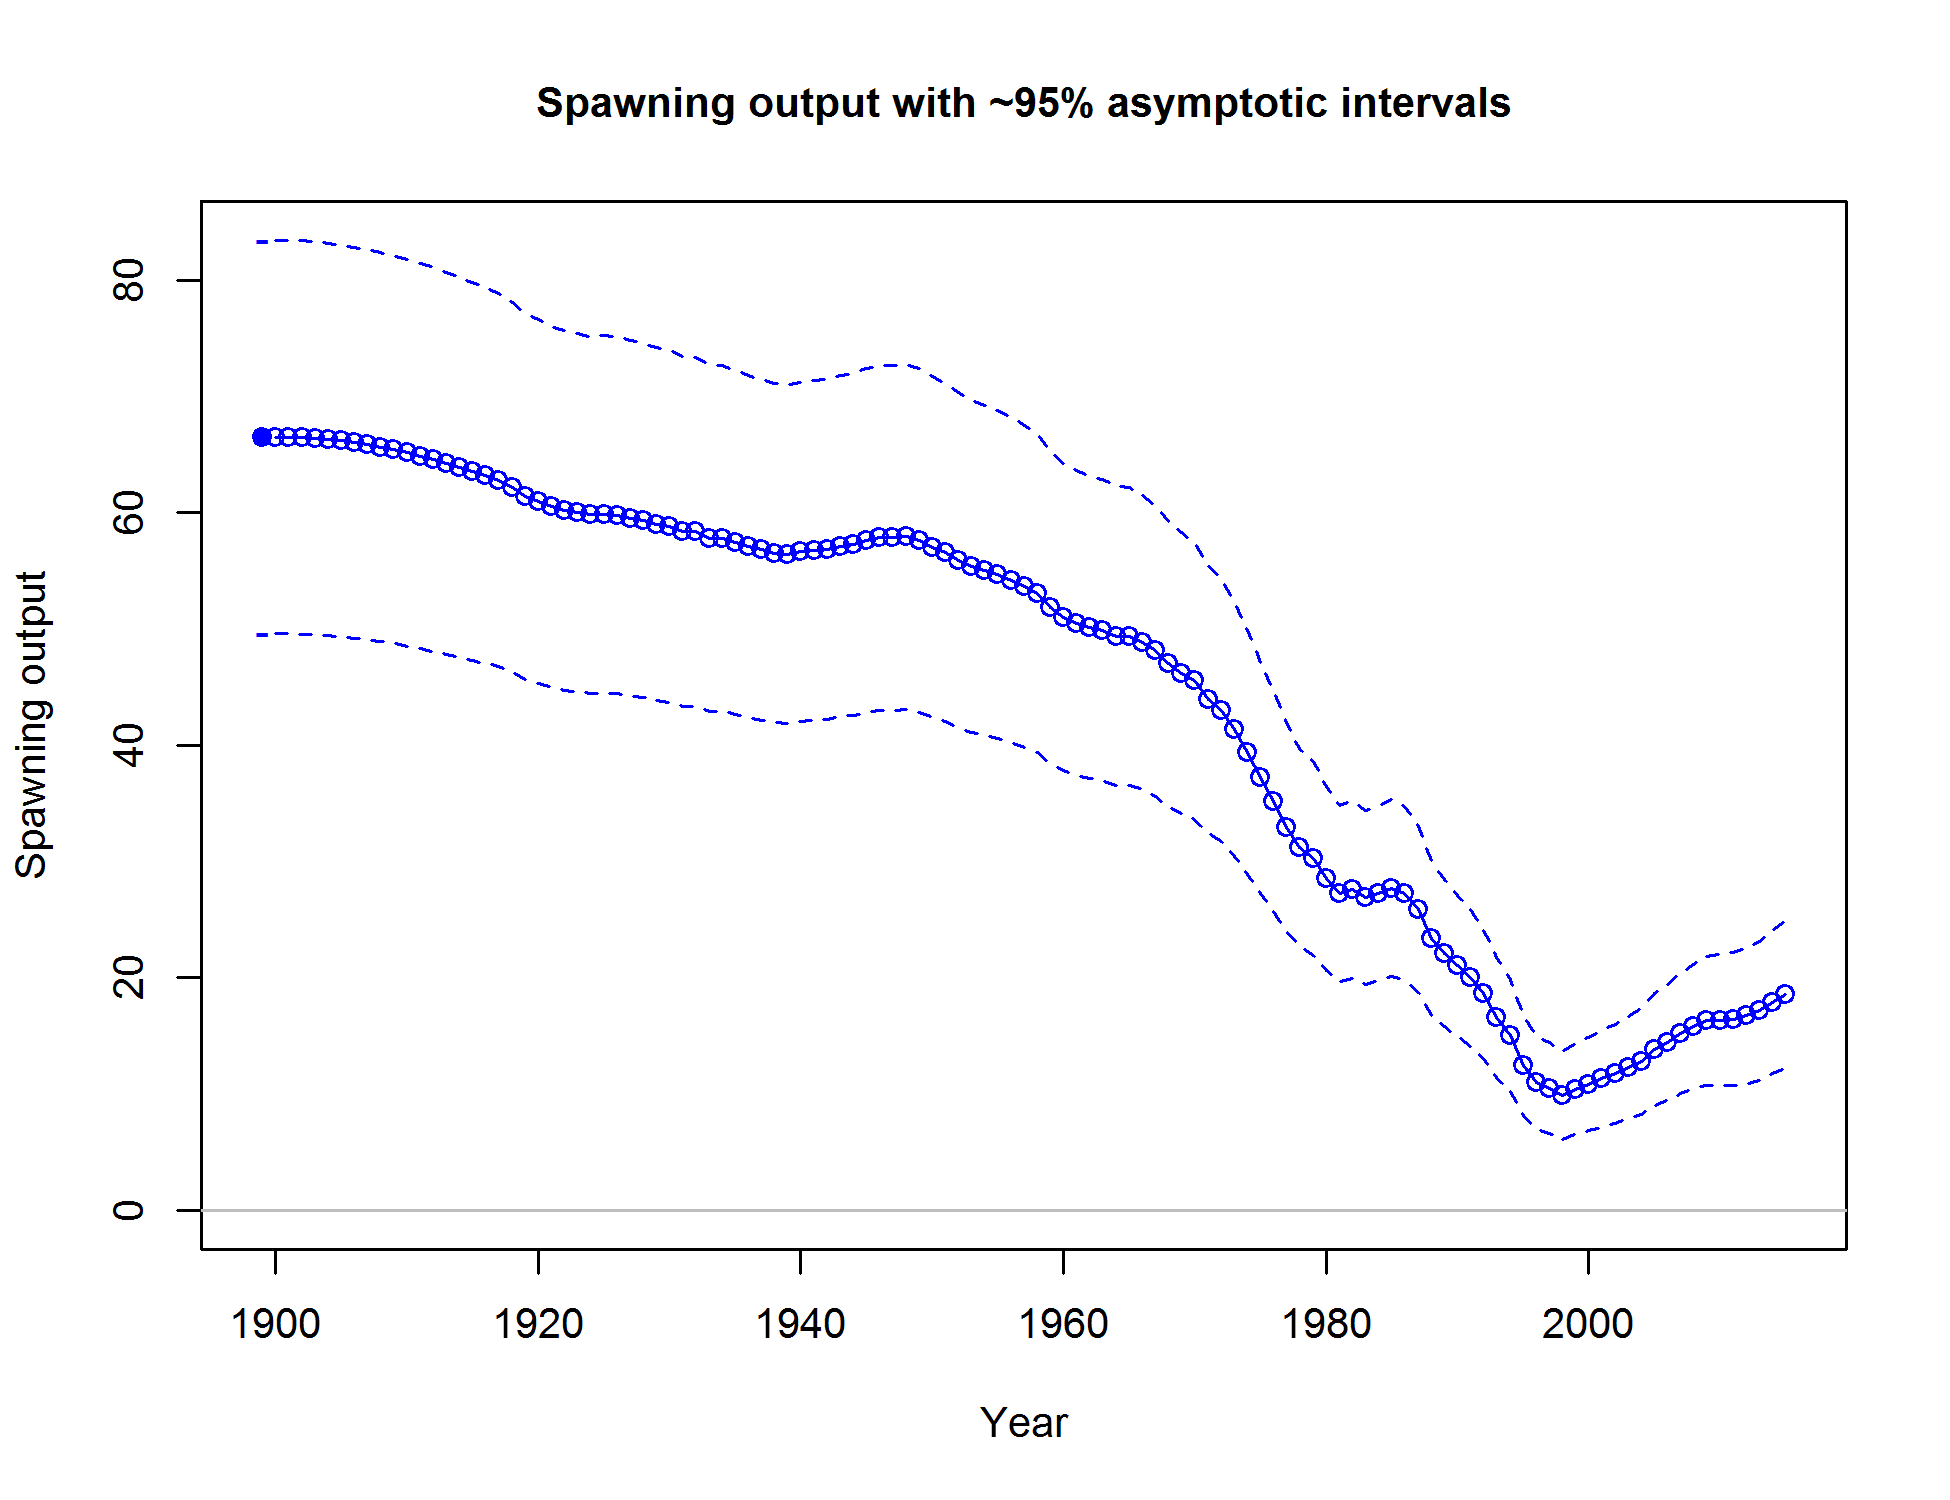 Spawning output with ~95% asymptotic intervals
Spawning output
80
60
40
20
0
1900 1920 1940 1960 1980 2000
Year